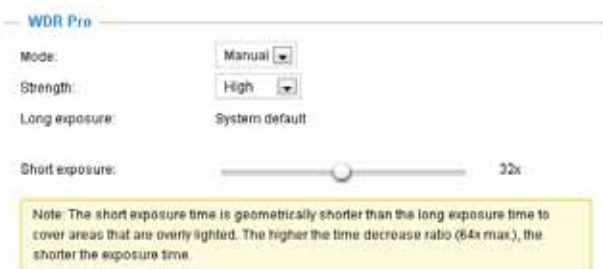 WDR Pro
Mode: Manual
Strength: High
Long exposure: System default
Short exposure: 32x
Note: The short exposure time is geometrically shorter than the long exposure time to
cover areas that are overly lighted. The higher the time decrease ratio (64x max.), the
shorter the exposure time.